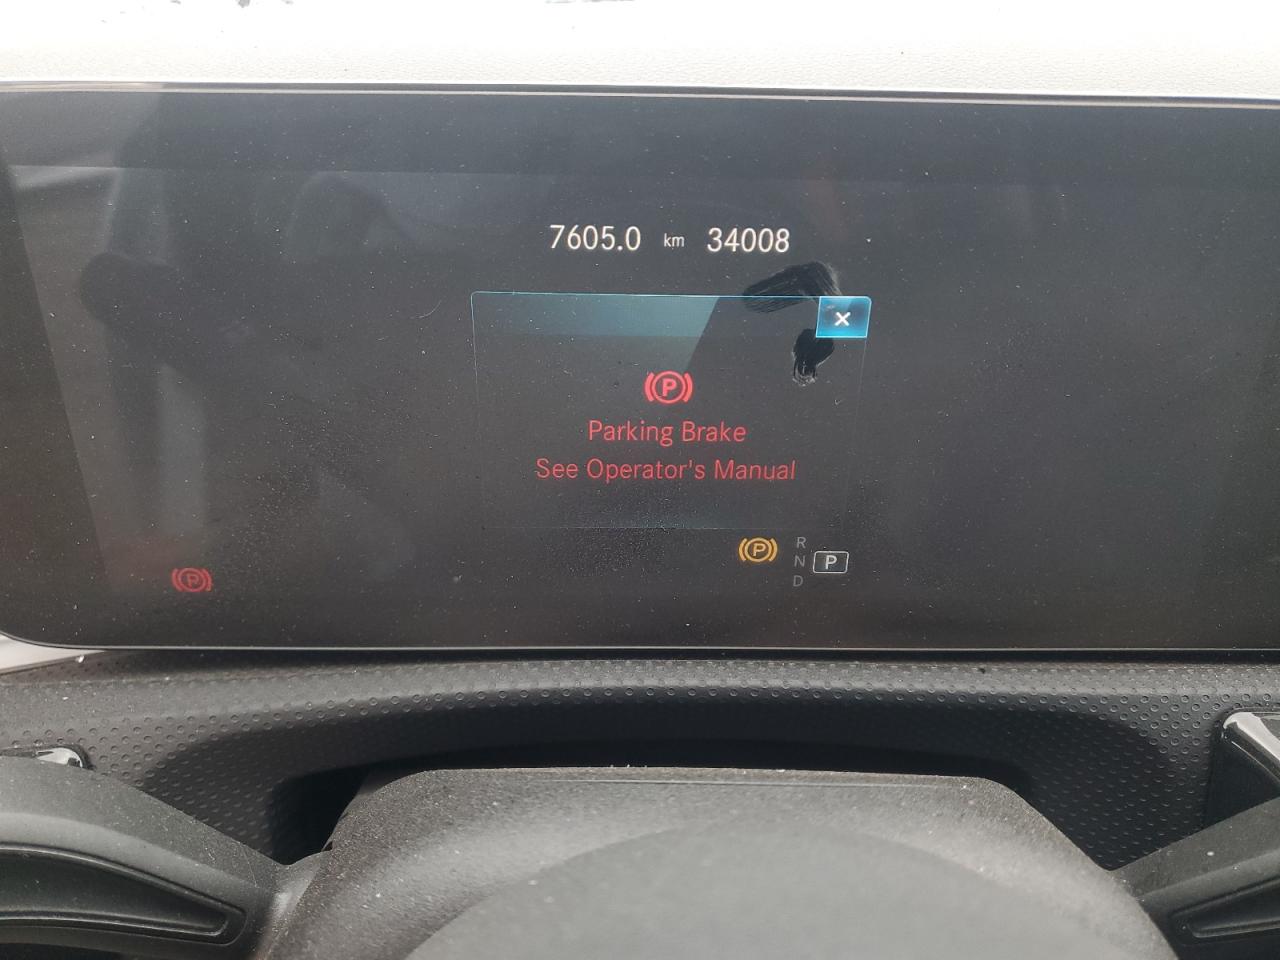 7605.0 km 34008
×
P
Parking Brake
See Operator's Manual
P
R
N P
D
P